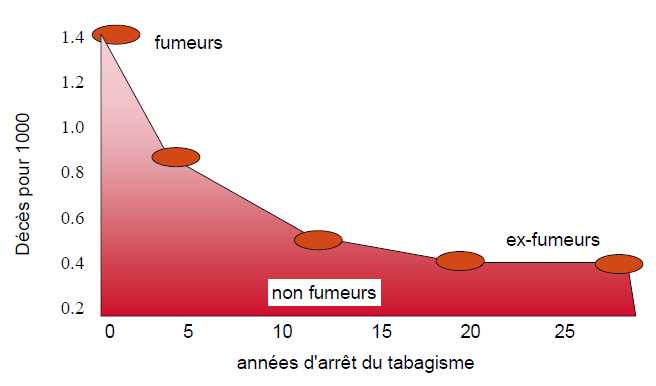 1.4
fumeurs
1.2
1.0
0.8
0.6
0.4
0.2
Décès pour 1000
ex-fumeurs
non fumeurs
0 5 10 15 20 25
années d'arrêt du tabagisme